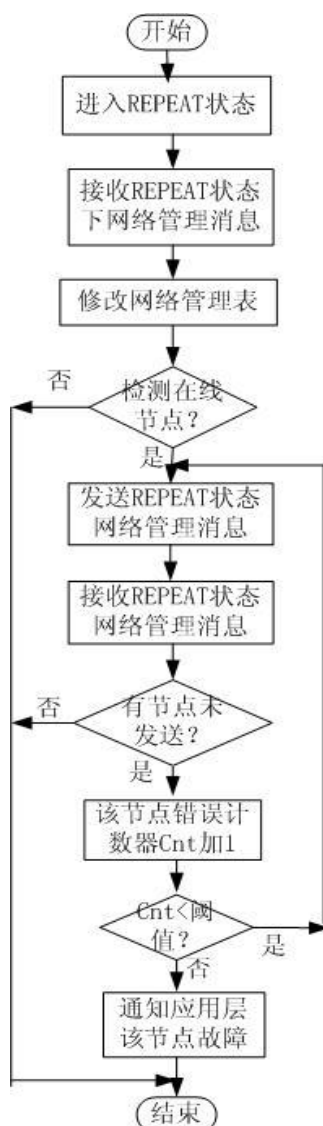 开始
进入REPEAT状态
接收REPEAT状态
下网络管理消息
修改网络管理表
否
检测在线
节点?
是
发送REPEAT状态
网络管理消息
接收REPEAT状态
网络管理消息
否
有节点未
发送?
是
该节点错误计
数器Cnt加1
Cnt<阈
值?
是
否
通知应用层
该节点故障
结束